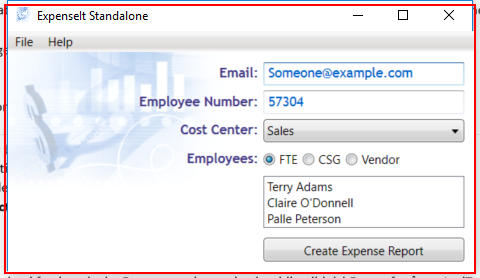 ExpenseIt Standalone
File Help
Email: Someone@example.com
Employee Number: 57304
Cost Center: Sales
Employees: FTE CSG Vendor
Terry Adams
Claire O'Donnell
Palle Peterson
Create Expense Report